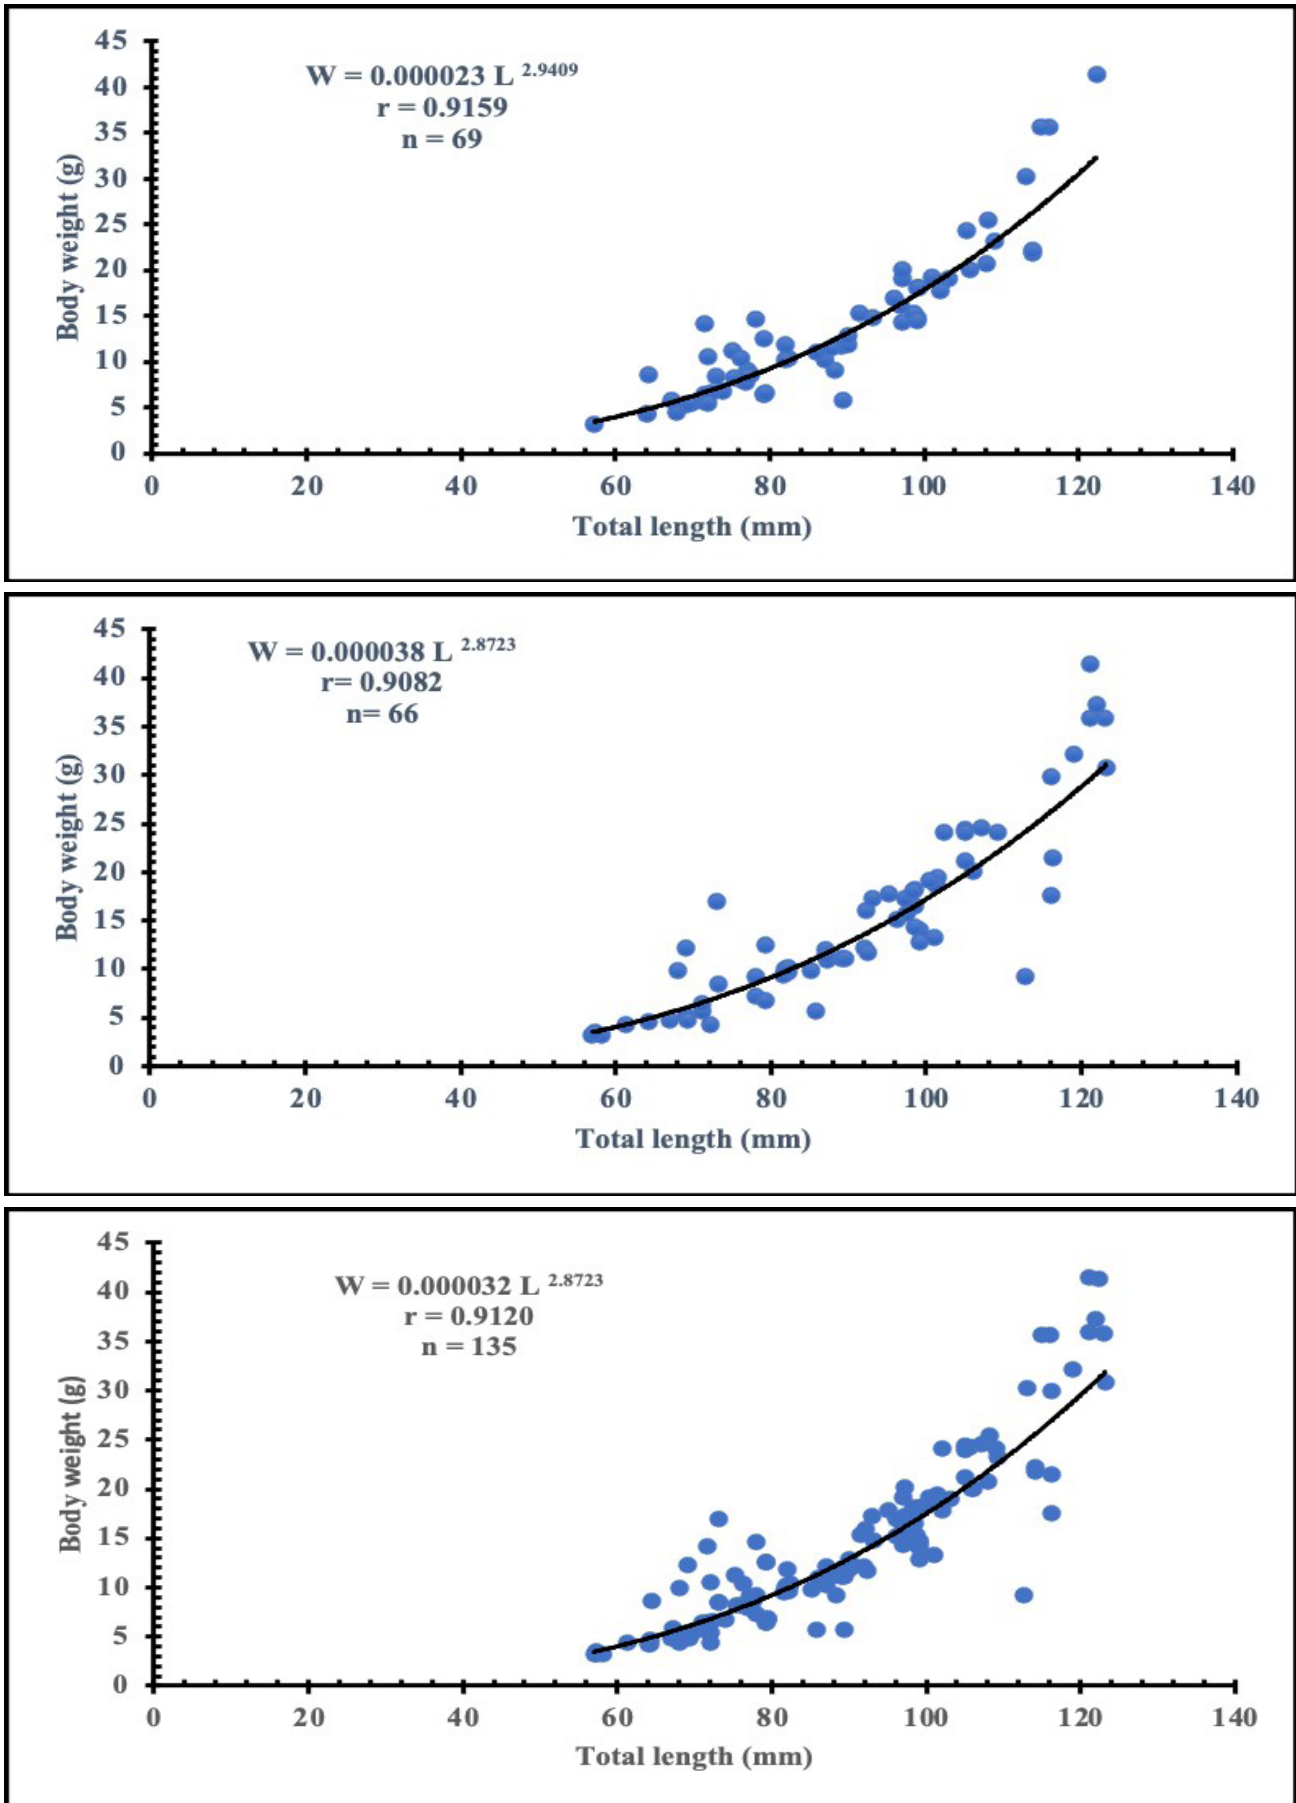 W = 0.000023 L 2.9409
r = 0.9159
n = 69
Body weight (g)
45
40
35
30
25
20
15
10
5
0
0 20 40 60 80 100 120 140
Total length (mm)
W = 0.000038 L 2.8723
r= 0.9082
n= 66
Body weight (g)
45
40
35
30
25
20
15
10
5
0
0 20 40 60 80 100 120 140
Total length (mm)
W = 0.000032 L 2.8723
r = 0.9120
n = 135
Body weight (g)
45
40
35
30
25
20
15
10
5
0
0 20 40 60 80 100 120 140
Total length (mm)